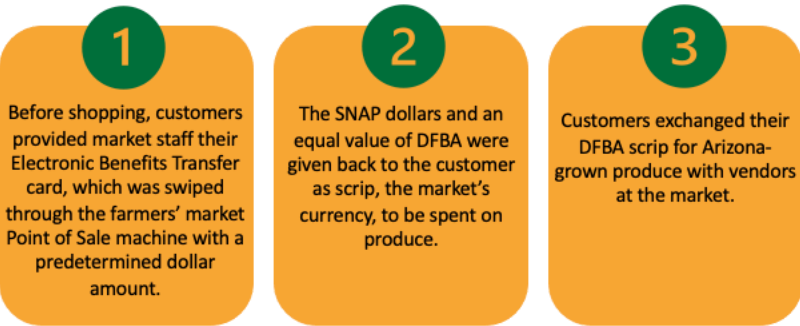 1
Before shopping, customers
provided market staff their
Electronic Benefits Transfer
card, which was swiped
through the farmers’ market
Point of Sale machine with a
predetermined dollar
amount.
2
The SNAP dollars and an
equal value of DFBA were
given back to the customer
as scrip, the market’s
currency, to be spent on
produce.
3
Customers exchanged their
DFBA scrip for Arizona-
grown produce with vendors
at the market.